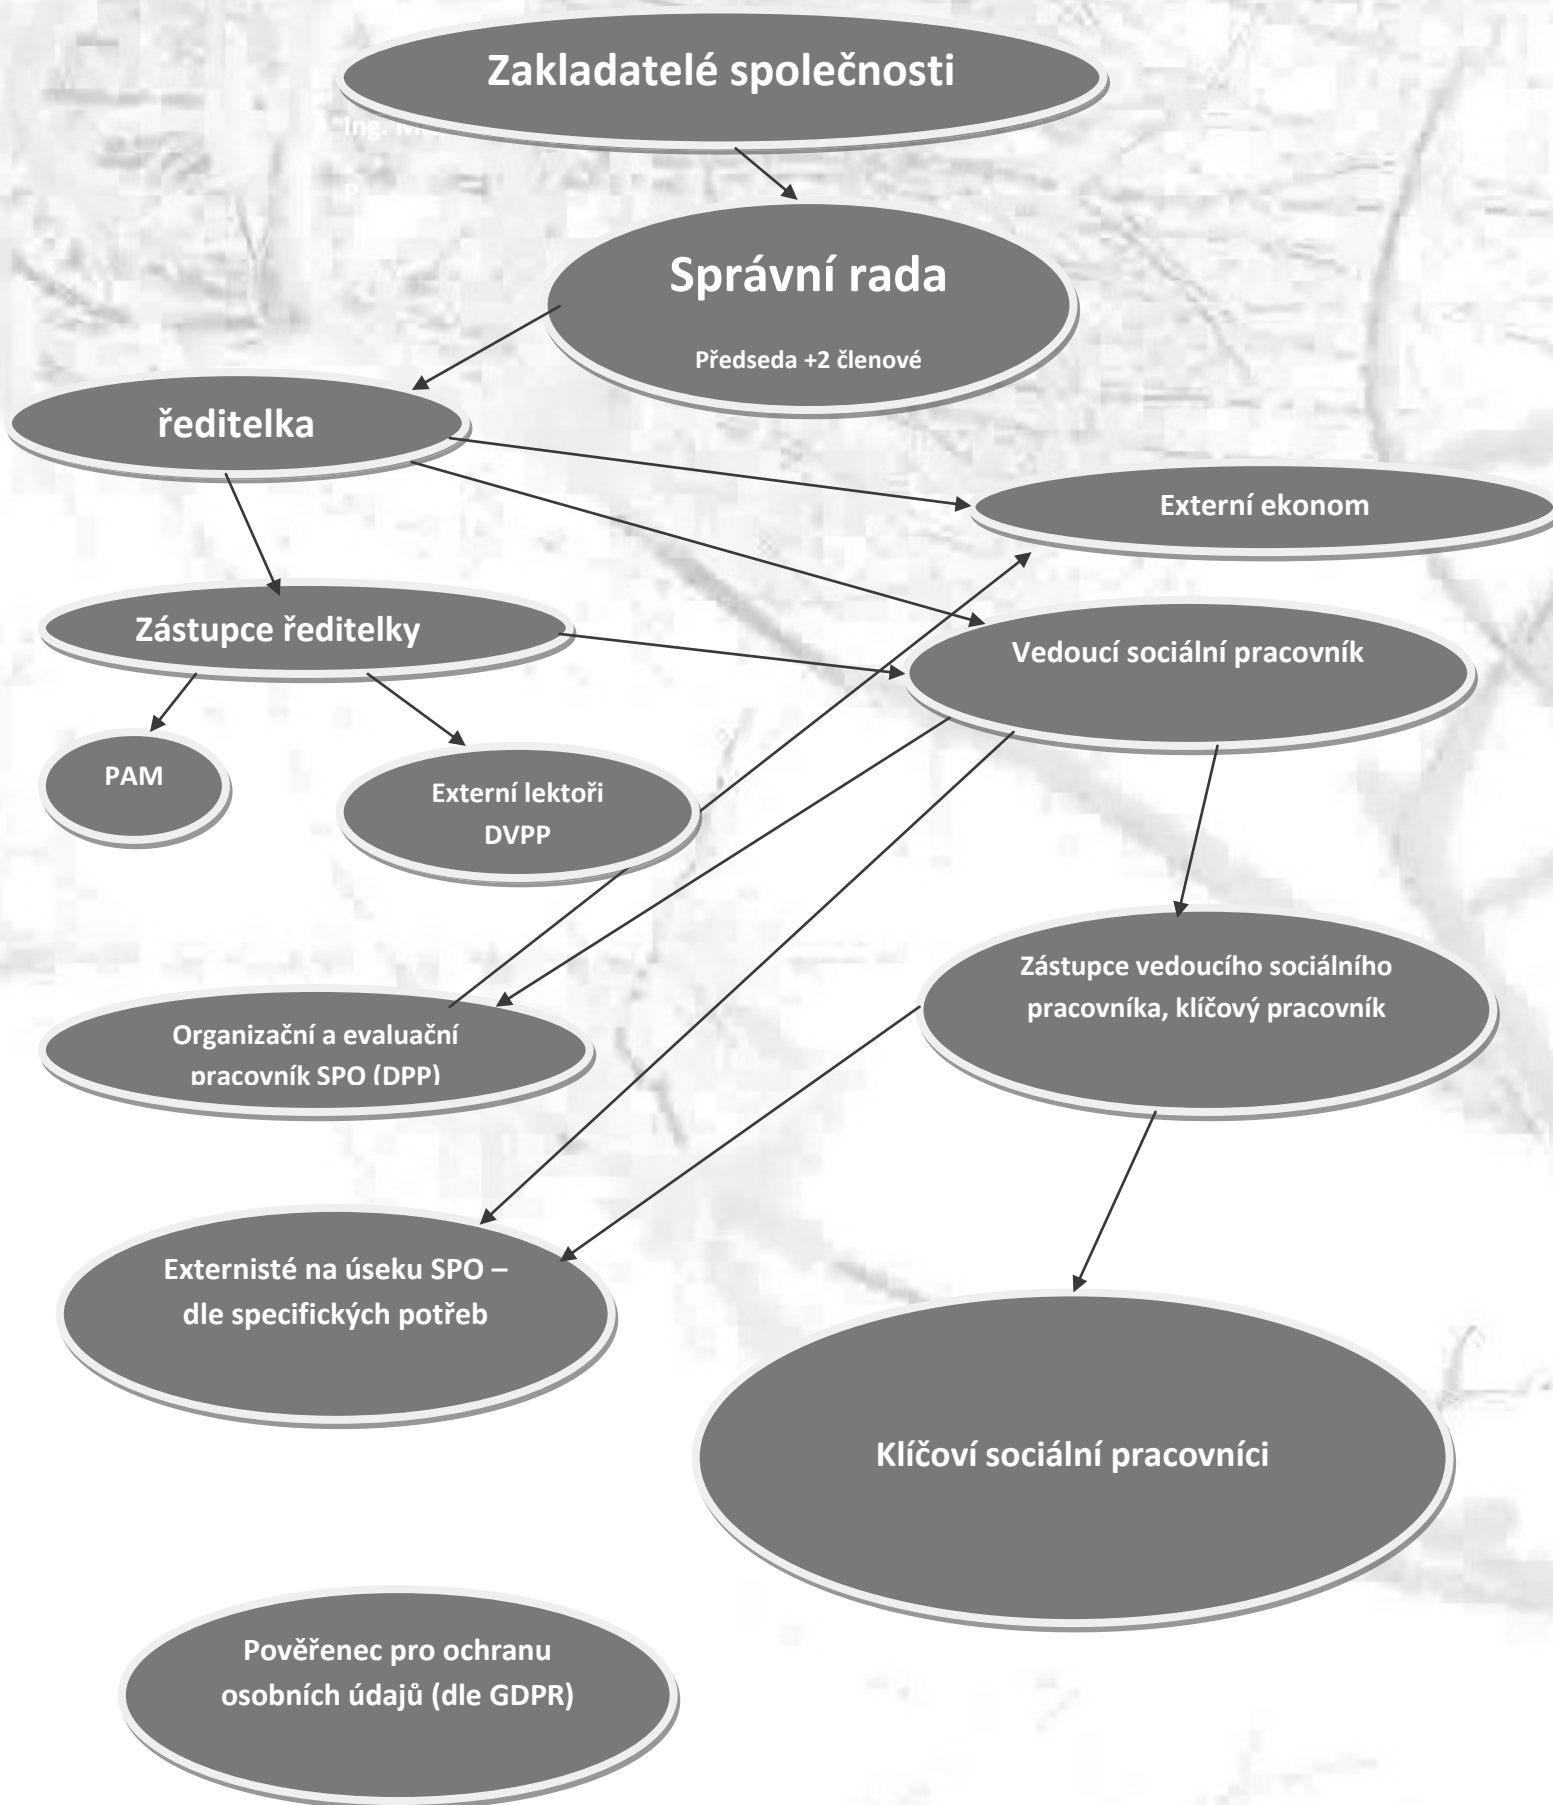 Zakladatelé společnosti
Ing.
P
Správní rada
Předseda +2 členové
ředitelka
Externí ekonom
Zástupce ředitelky
Vedoucí sociální pracovník
PAM
Externí lektoři
DVPP
Zástupce vedoucího sociálního
pracovníka, klíčový pracovník
Organizační a evaluační
pracovník SPO (DPP)
Externisté na úseku SPO –
dle specifických potřeb
Klíčoví sociální pracovníci
Pověřenec pro ochranu
osobních údajů (dle GDPR)